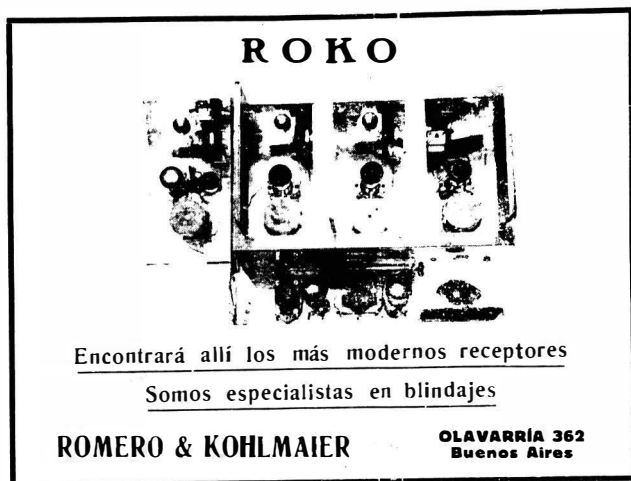 ROKO
Encontrará allí los más modernos receptores
Somos especialistas en blindajes
ROMERO & KOHLMAIER
OLAVARRÍA 362
Buenos Aires